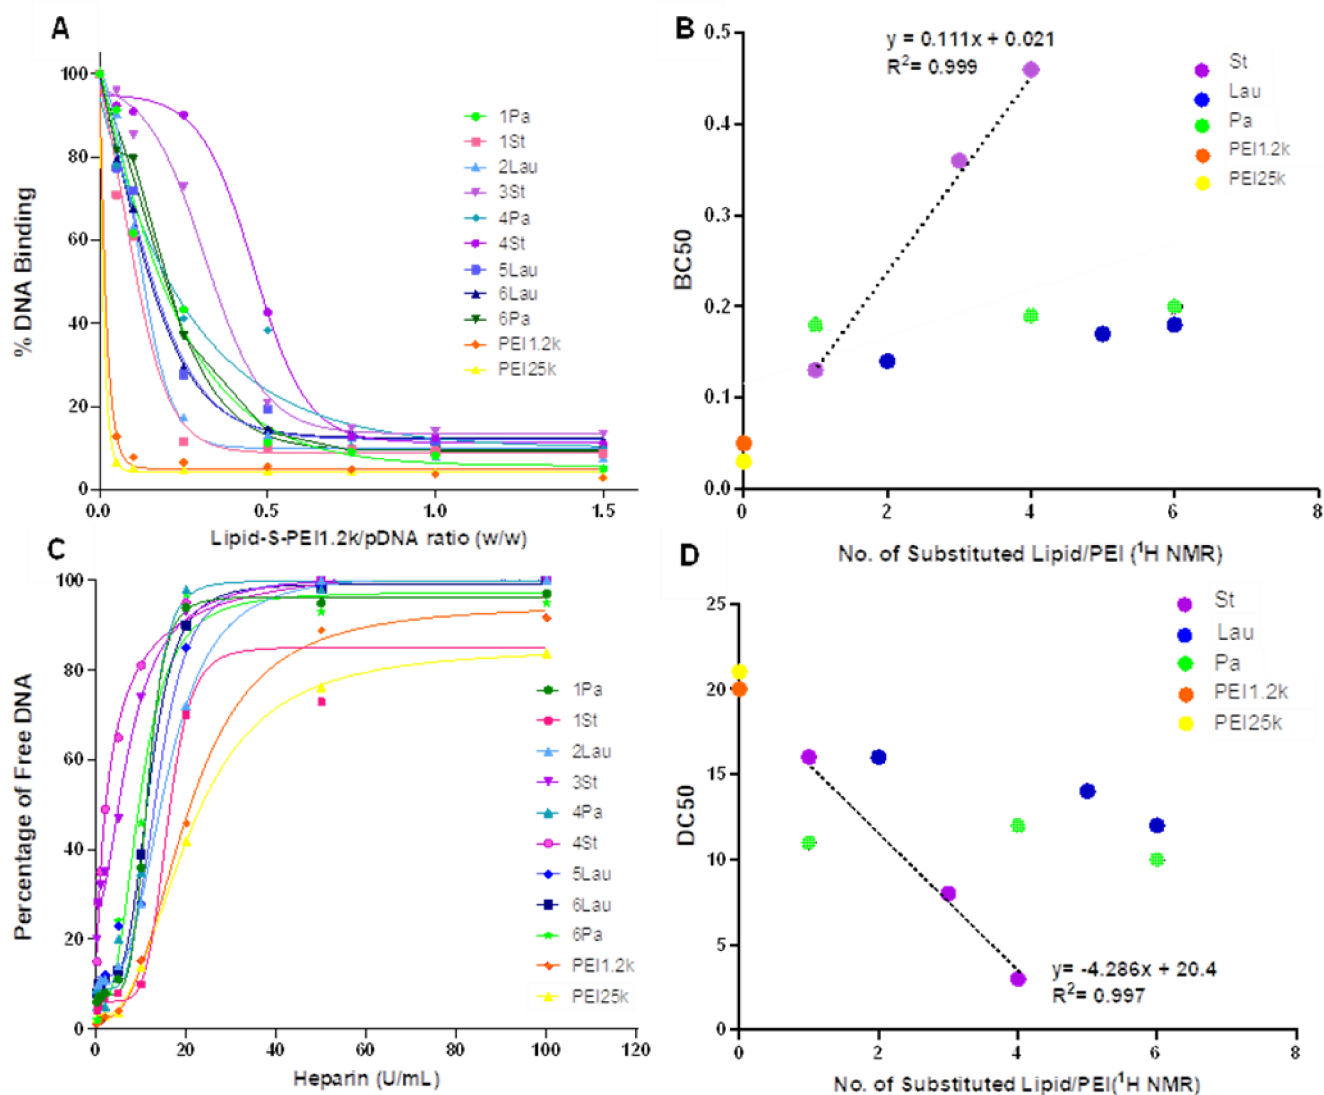 A
% DNA Binding
100
80
60
40
20
0
0.0
0.5
1.0
1.5
Lipid-S-PEI1.2k/pDNA ratio (w/w)
1Pa
1St
2Lau
3St
4Pa
4St
5Lau
6Lau
6Pa
PEI1.2k
PEI25k
B
BC50
0.5
0.4
0.3
0.2
0.1
0.0
0
2
4
6
8
No. of Substituted Lipid/PEI (¹H NMR)
y = 0.111x + 0.021
R²= 0.999
St
Lau
Pa
PEI1.2k
PEI25k
C
Percentage of Free DNA
100
80
60
40
20
0
0
20
40
60
80
100
120
Heparin (U/mL)
1Pa
1St
2Lau
3St
4Pa
4St
5Lau
6Lau
6Pa
PEI1.2k
PEI25k
D
DC50
25
20
15
10
5
0
0
2
4
6
8
No. of Substituted Lipid/PEI(¹H NMR)
y= -4.286x + 20.4
R²= 0.997
St
Lau
Pa
PEI1.2k
PEI25k